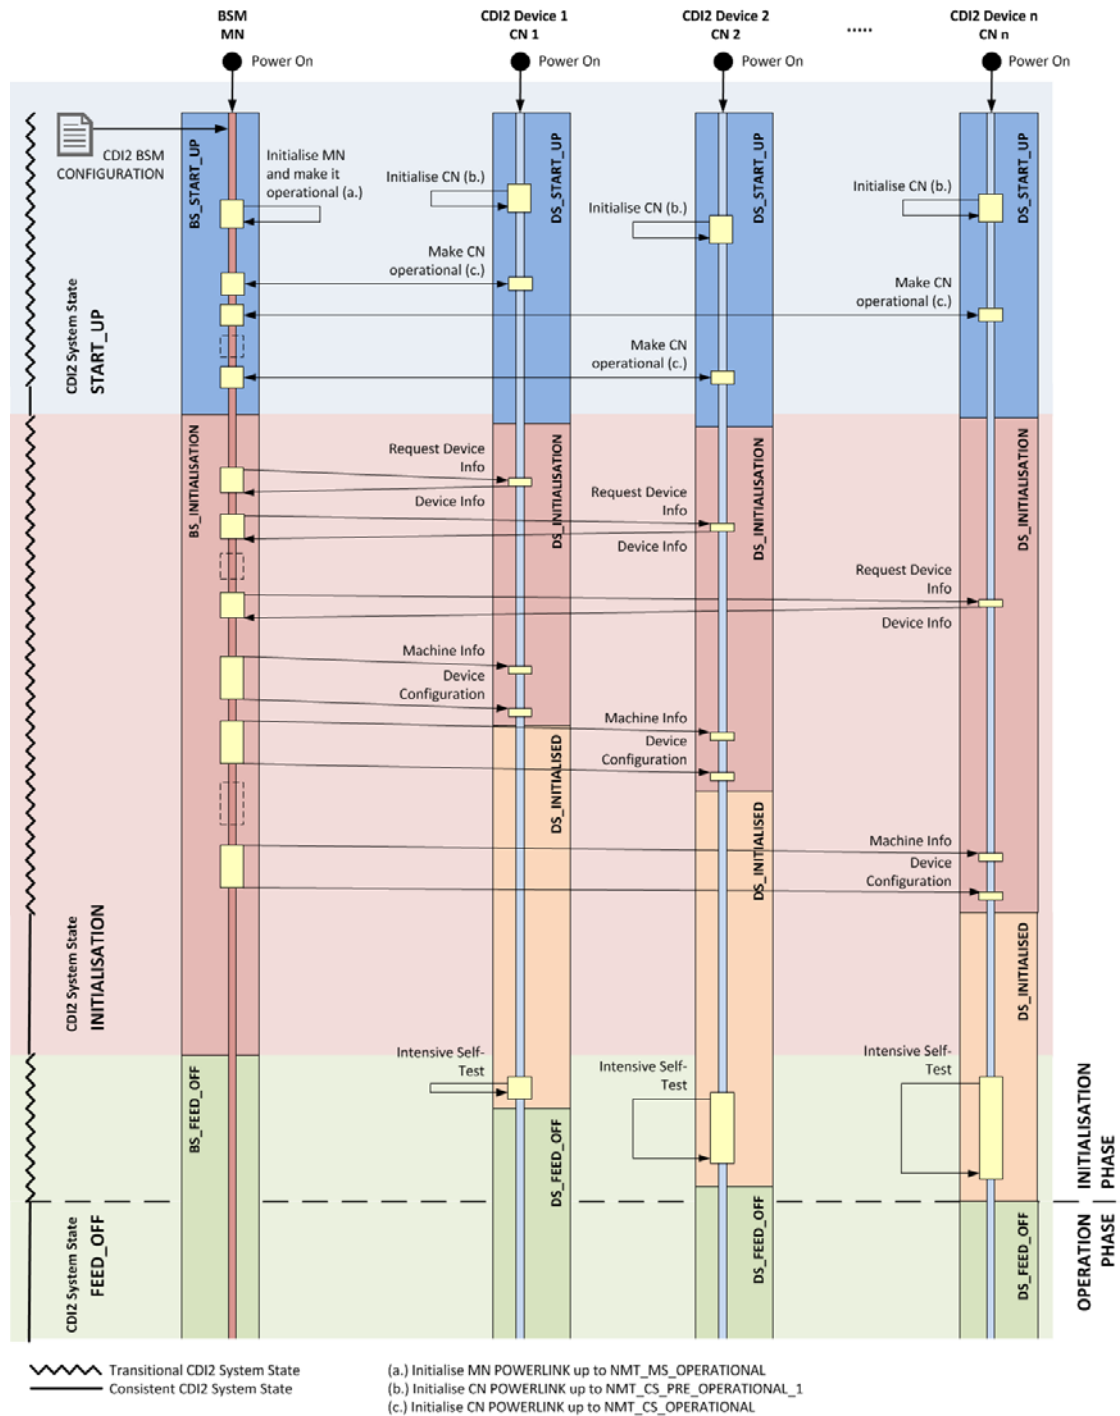 BSM
MN
CDI2 Device 1
CN 1
CDI2 Device 2
CN 2
.....
CDI2 Device n
CN n
Power On
Power On
Power On
Power On
CDI2 BSM
CONFIGURATION
BS_START_UP
Initialise MN
and make it
operational (a.)
Initialise CN (b.)
DS_START_UP
Initialise CN (b.)
DS_START_UP
Initialise CN (b.)
DS_START_UP
Make CN
operational (c.)
Make CN
operational (c.)
Make CN
operational (c.)
CDI2 System State
START_UP
BS_INITIALISATION
Request Device
Info
Device Info
DS_INITIALISATION
Request Device
Info
Device Info
DS_INITIALISATION
Request Device
Info
Device Info
DS_INITIALISATION
Machine Info
Device
Configuration
Machine Info
Device
Configuration
Machine Info
Device
Configuration
DS_INITIALISED
DS_INITIALISED
DS_INITIALISED
CDI2 System State
INITIALISATION
Intensive Self-
Test
Intensive Self-
Test
Intensive Self-
Test
BS_FEED_OFF
DS_FEED_OFF
DS_FEED_OFF
DS_FEED_OFF
INITIALISATION
PHASE
CDI2 System State
FEED_OFF
OPERATION
PHASE
Transitional CDI2 System State
Consistent CDI2 System State
(a.) Initialise MN POWERLINK up to NMT_MS_OPERATIONAL
(b.) Initialise CN POWERLINK up to NMT_CS_PRE_OPERATIONAL_1
(c.) Initialise CN POWERLINK up to NMT_CS_OPERATIONAL